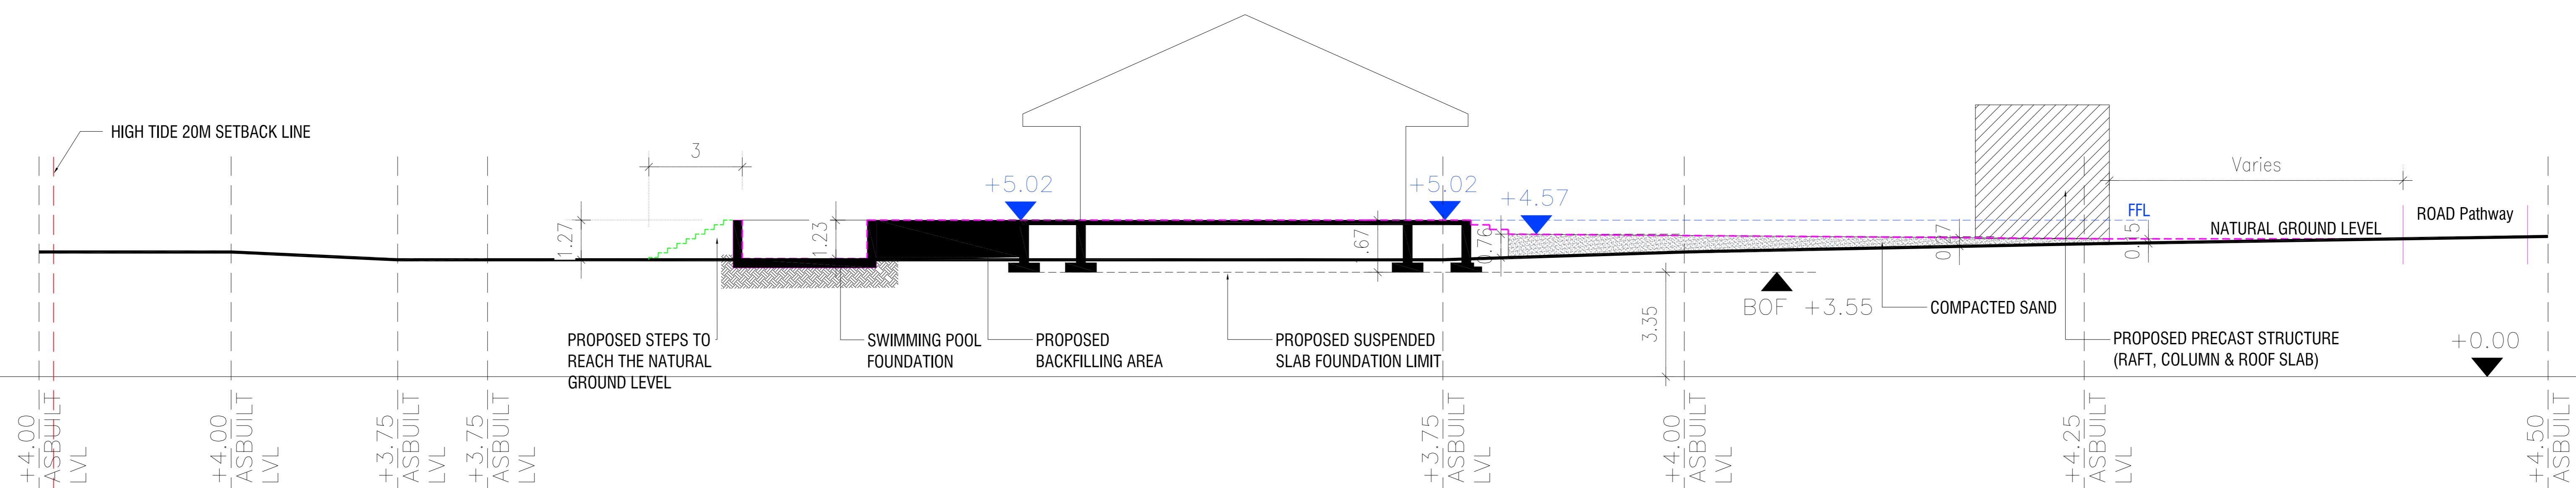 HIGH TIDE 20M SETBACK LINE
3
+5.02
+5.02
+4.57
Varies
FFL
ROAD Pathway
NATURAL GROUND LEVEL
1.27
1.23
.67
0.76
BOF +3.55
COMPACTED SAND
3.35
PROPOSED STEPS TO
REACH THE NATURAL
GROUND LEVEL
SWIMMING POOL
FOUNDATION
PROPOSED
BACKFILLING AREA
PROPOSED SUSPENDED
SLAB FOUNDATION LIMIT
PROPOSED PRECAST STRUCTURE
(RAFT, COLUMN & ROOF SLAB)
+0.00
+4.00
ASBUILT
LVL
+4.00
ASBUILT
LVL
+3.75
ASBUILT
LVL
+3.75
ASBUILT
LVL
+3.75
ASBUILT
LVL
+4.00
ASBUILT
LVL
+4.25
ASBUILT
LVL
+4.50
ASBUILT
LVL